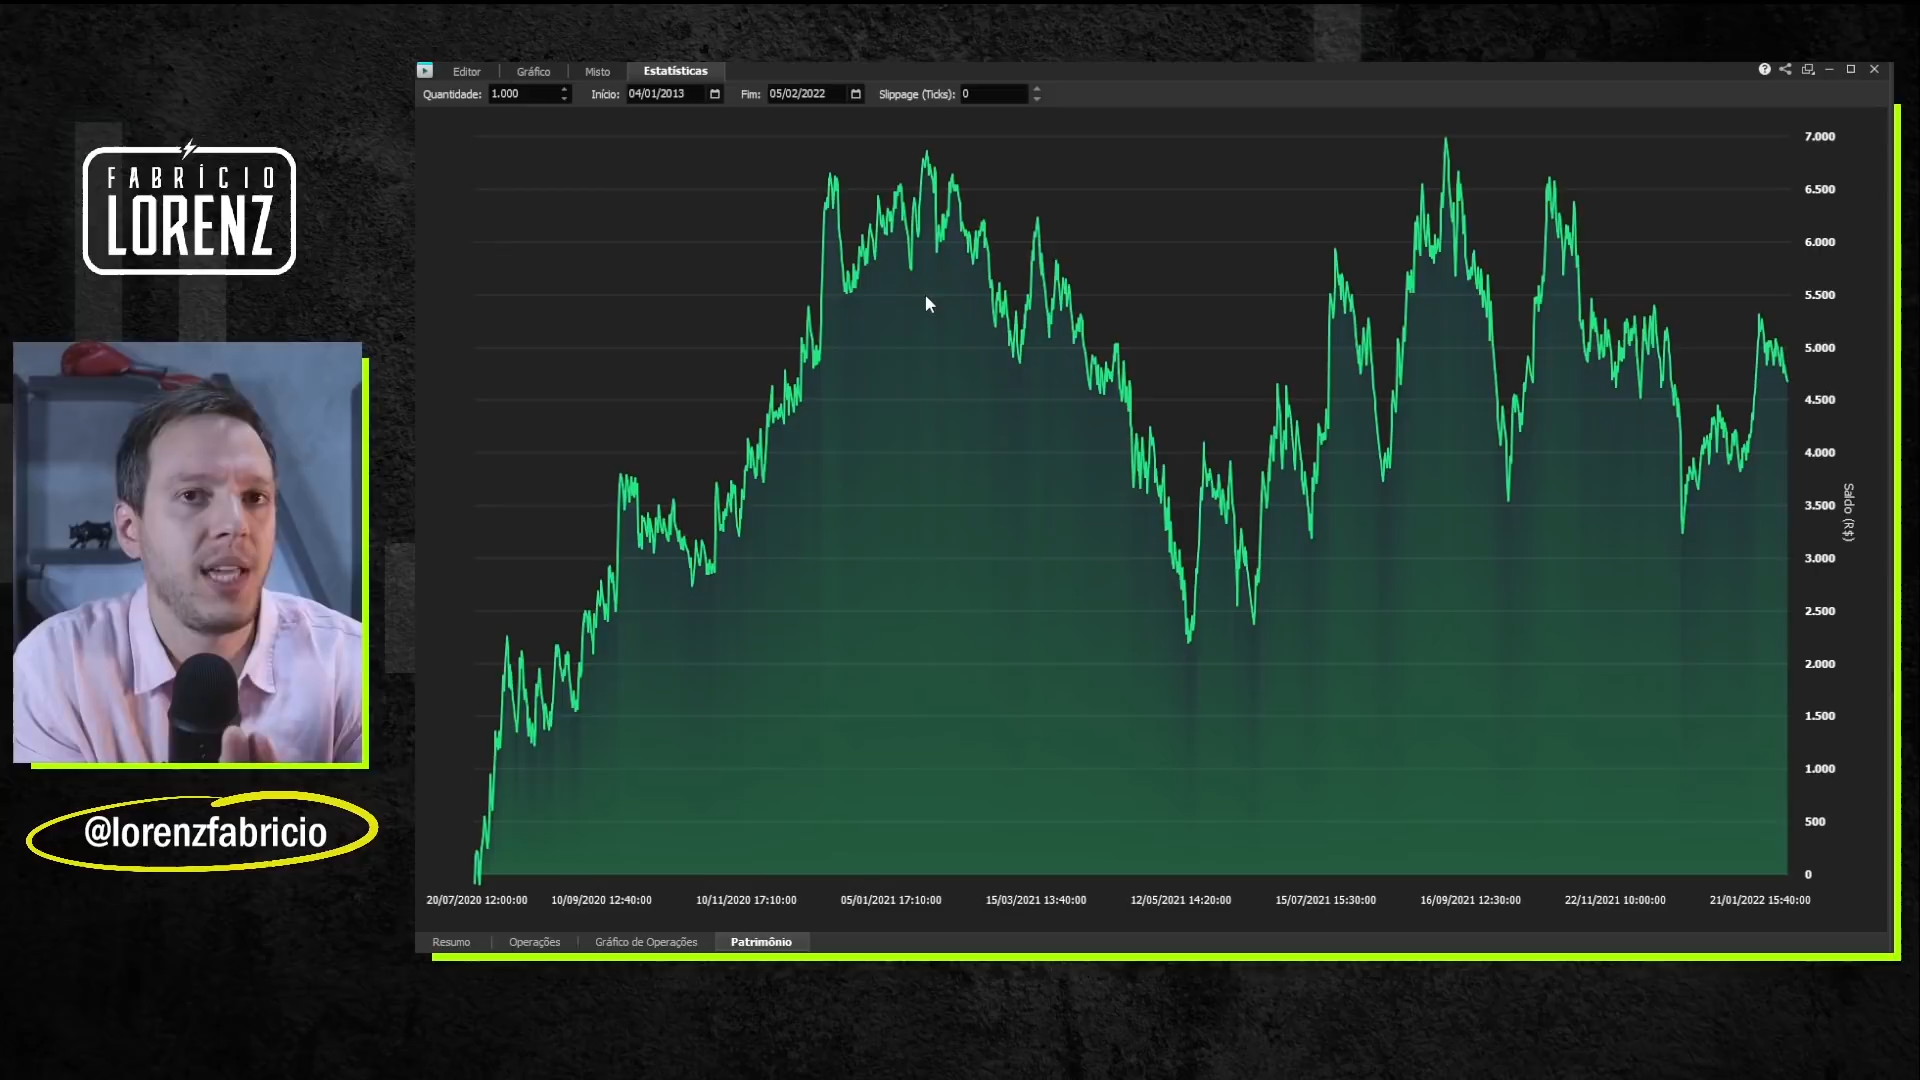 FABRÍCIO
LORENZ
@lorenzfabricio
Editor
Gráfico
Misto
Estatísticas
Quantidade: 1.000
Início: 04/01/2013
Fim: 05/02/2022
Slippage (Ticks): 0
7.000
6.500
6.000
5.500
5.000
4.500
4.000
3.500
3.000
2.500
2.000
1.500
1.000
500
0
Saldo (R$)
20/07/2020 12:00:00
10/09/2020 12:40:00
10/11/2020 17:10:00
05/01/2021 17:10:00
15/03/2021 13:40:00
12/05/2021 14:20:00
15/07/2021 15:30:00
16/09/2021 12:30:00
22/11/2021 10:00:00
21/01/2022 15:40:00
Resumo
Operações
Gráfico de Operações
Patrimônio